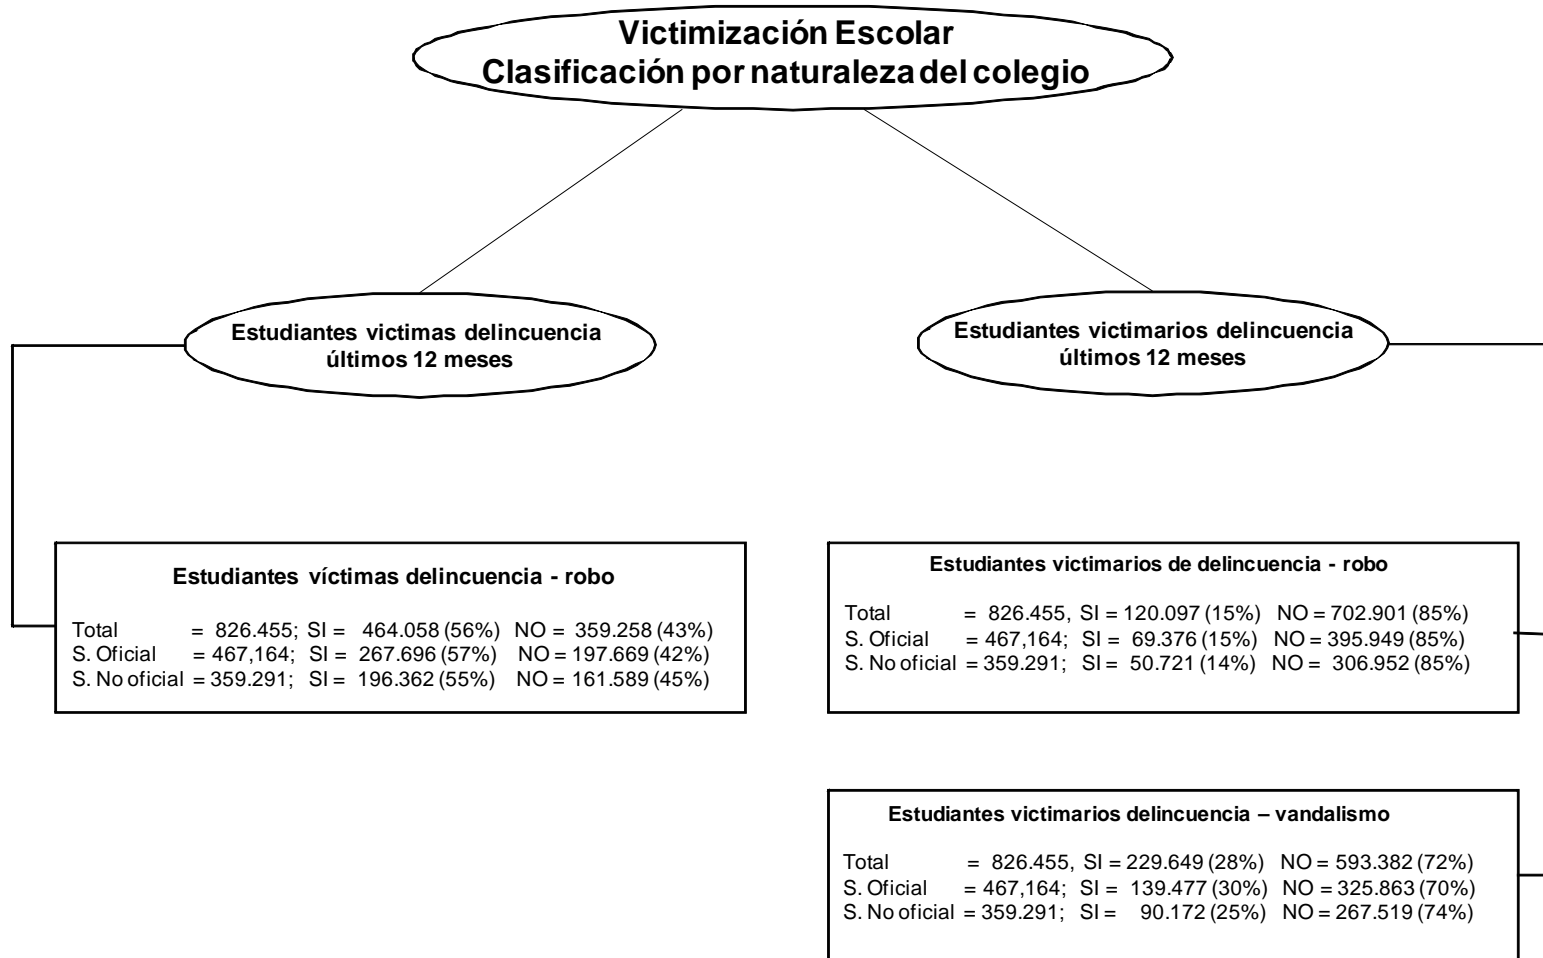 Victimización Escolar
Clasificación por naturaleza del colegio
Estudiantes victimas delincuencia
últimos 12 meses
Estudiantes victimarios delincuencia
últimos 12 meses
Estudiantes víctimas delincuencia - robo
Total = 826.455; SI = 464.058 (56%) NO = 359.258 (43%)
S. Oficial = 467,164; SI = 267.696 (57%) NO = 197.669 (42%)
S. No oficial = 359.291; SI = 196.362 (55%) NO = 161.589 (45%)
Estudiantes victimarios de delincuencia - robo
Total = 826.455, SI = 120.097 (15%) NO = 702.901 (85%)
S. Oficial = 467,164; SI = 69.376 (15%) NO = 395.949 (85%)
S. No oficial = 359.291; SI = 50.721 (14%) NO = 306.952 (85%)
Estudiantes victimarios delincuencia – vandalismo
Total = 826.455, SI = 229.649 (28%) NO = 593.382 (72%)
S. Oficial = 467,164; SI = 139.477 (30%) NO = 325.863 (70%)
S. No oficial = 359.291; SI = 90.172 (25%) NO = 267.519 (74%)